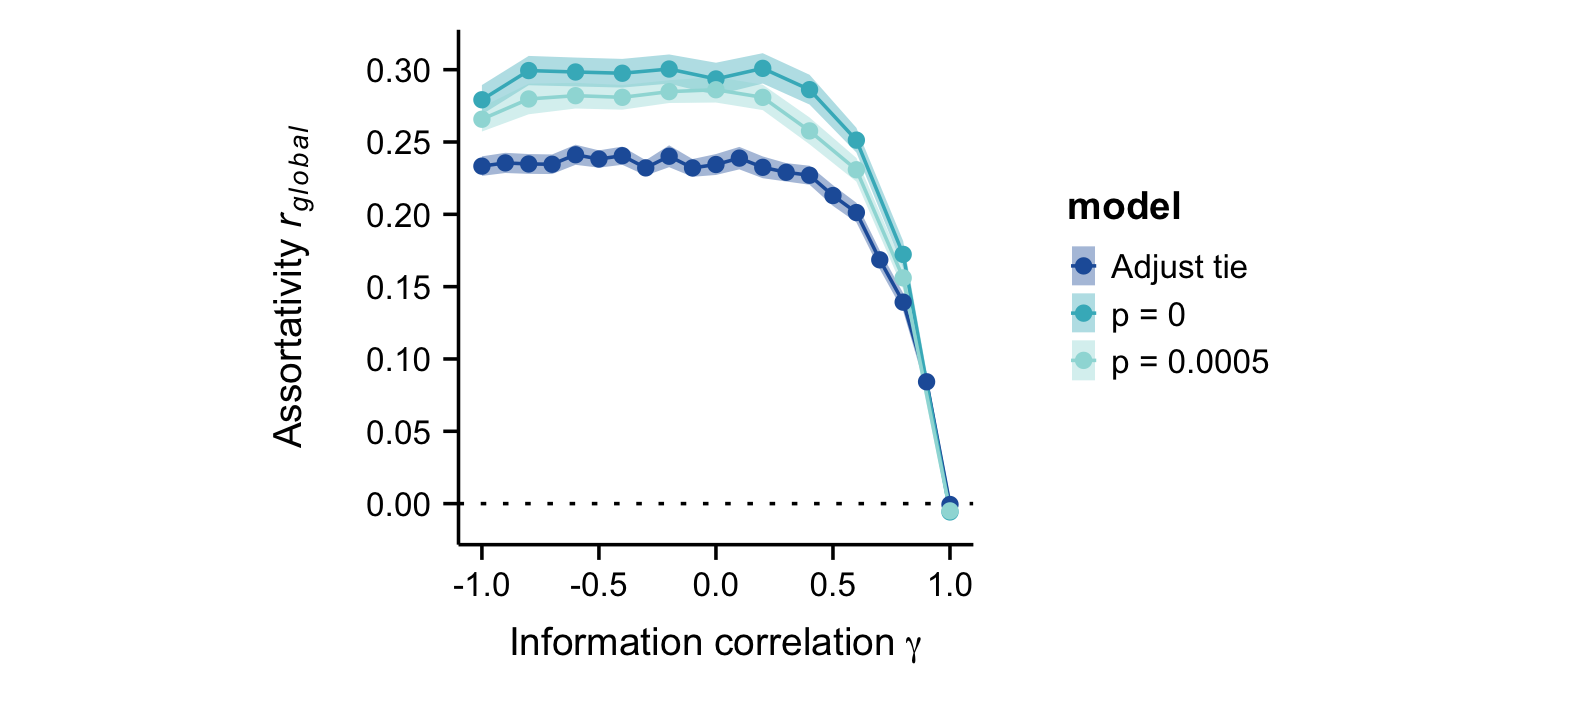 0.30
0.25
0.20
0.15
0.10
0.05
0.00
Assortativity r_global
-1.0 -0.5 0.0 0.5 1.0
Information correlation γ
model
Adjust tie
p = 0
p = 0.0005